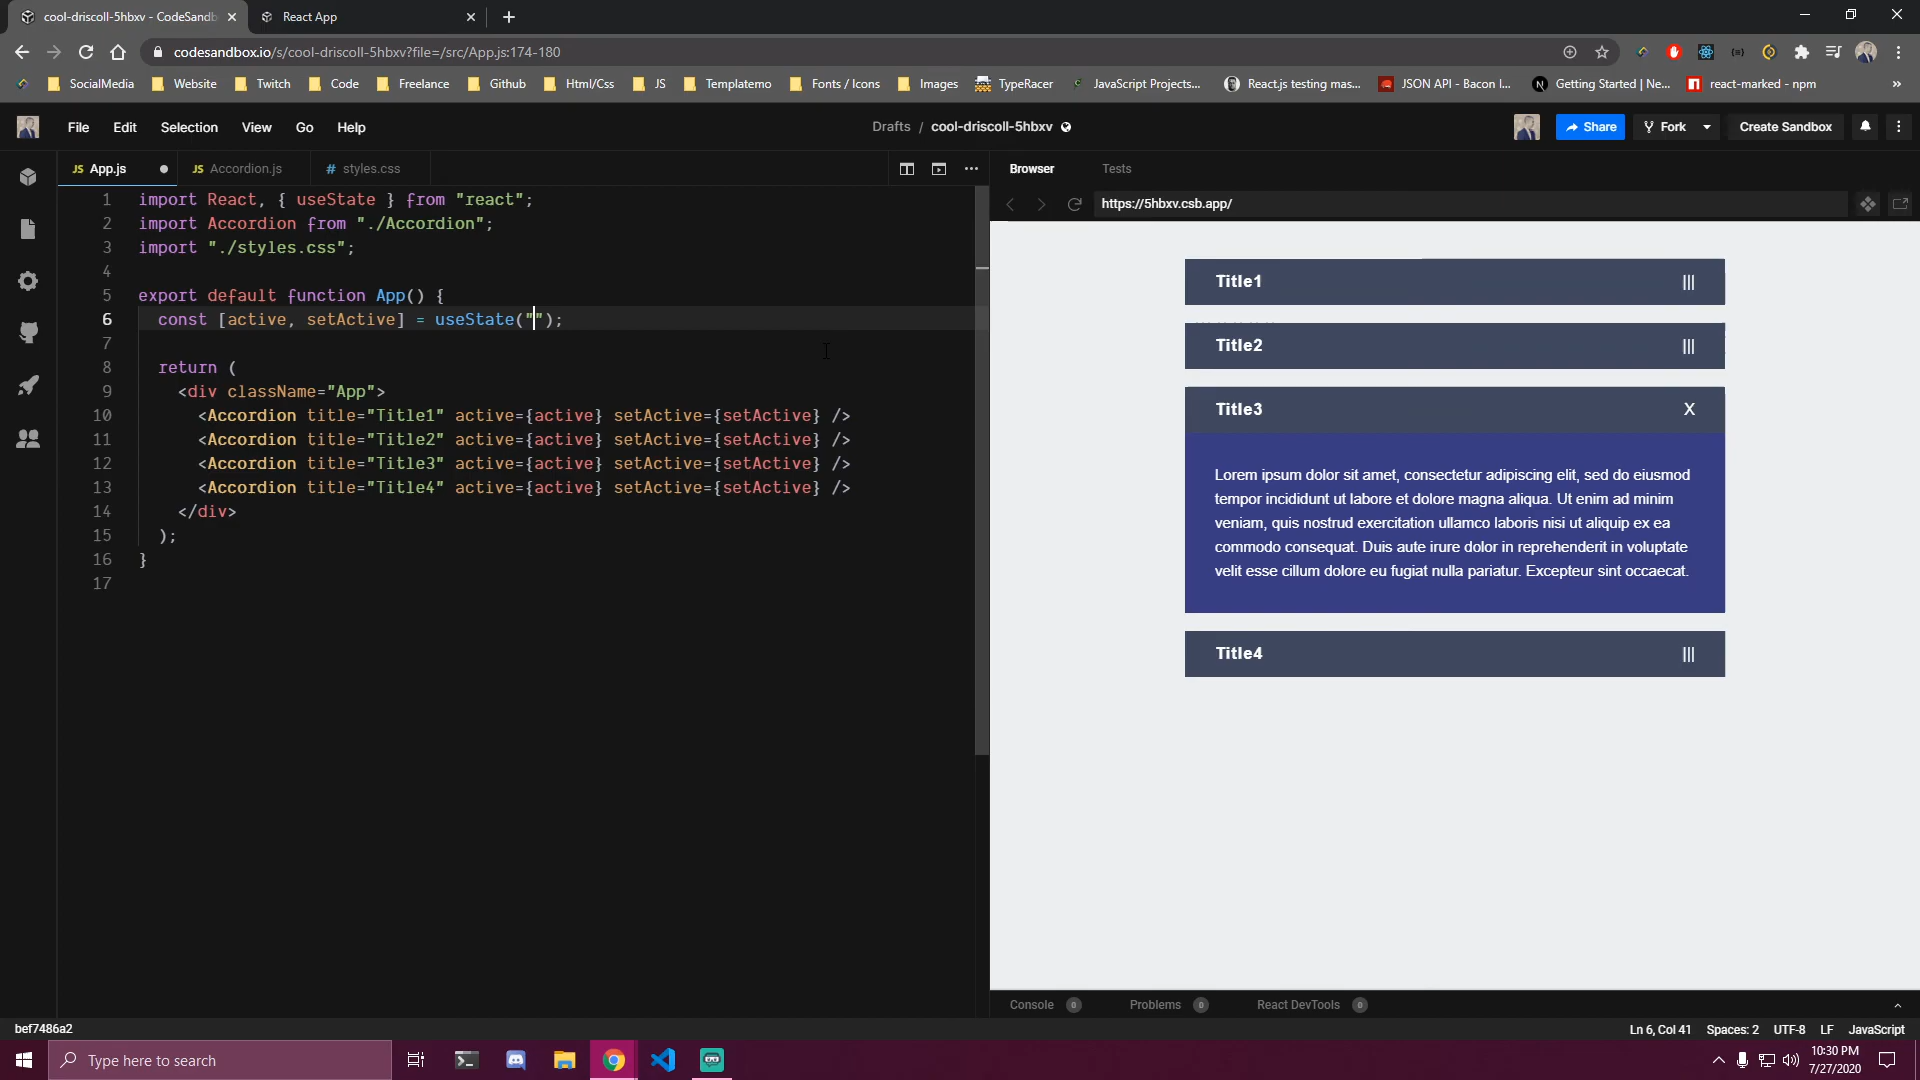 cool-driscoll-5hbxv - CodeSandb
React App
codesandbox.io/s/cool-driscoll-5hbxv?file=/src/App.js:174-180
SocialMedia Website Twitch Code Freelance Github Html/Css JS Templatemo Fonts / Icons Images TypeRacer JavaScript Projects... React.js testing mas... JSON API - Bacon I... Getting Started | Ne... react-marked - npm »
File Edit Selection View Go Help
Drafts / cool-driscoll-5hbxv
Share Fork Create Sandbox
JS App.js JS Accordion.js # styles.css
1 import React, { useState } from "react";
2 import Accordion from "./Accordion";
3 import "./styles.css";
4
5 export default function App() {
6 const [active, setActive] = useState("");
7
8 return (
9 <div className="App">
10 <Accordion title="Title1" active={active} setActive={setActive} />
11 <Accordion title="Title2" active={active} setActive={setActive} />
12 <Accordion title="Title3" active={active} setActive={setActive} />
13 <Accordion title="Title4" active={active} setActive={setActive} />
14 </div>
15 );
16 }
17
Browser Tests
https://5hbxv.csb.app/
Title1 |||
Title2 |||
Title3 X
Lorem ipsum dolor sit amet, consectetur adipiscing elit, sed do eiusmod
tempor incididunt ut labore et dolore magna aliqua. Ut enim ad minim
veniam, quis nostrud exercitation ullamco laboris nisi ut aliquip ex ea
commodo consequat. Duis aute irure dolor in reprehenderit in voluptate
velit esse cillum dolore eu fugiat nulla pariatur. Excepteur sint occaecat.
Title4 |||
Console 0 Problems 0 React DevTools 0
bef7486a2
Ln 6, Col 41 Spaces: 2 UTF-8 LF JavaScript
Type here to search
10:30 PM
7/27/2020